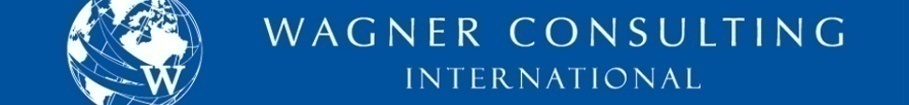 W
WAGNER CONSULTING
INTERNATIONAL